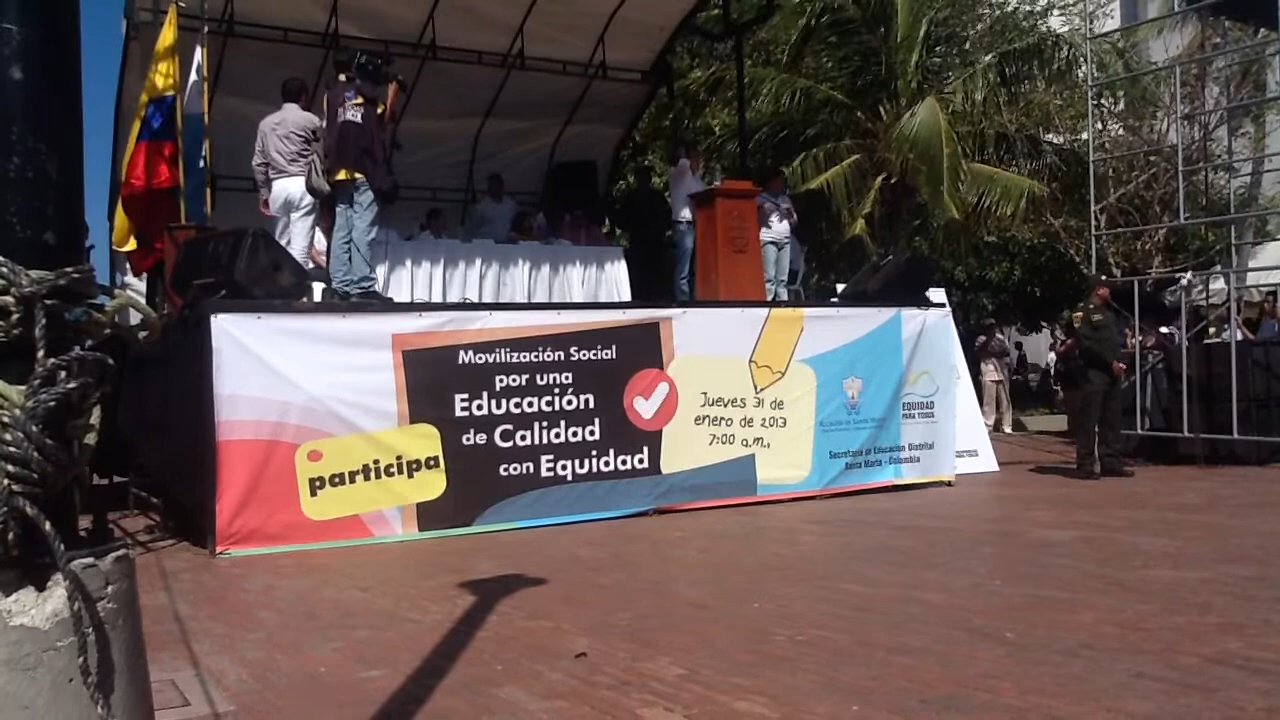 Movilización Social
por una
Educación
de Calidad
con Equidad
participa
Jueves 31 de
enero de 2013
7:00 a.m.,
EQUIDAD
PARA TODOS
Secretaría de Educación Distrital
Santa Marta - Colombia